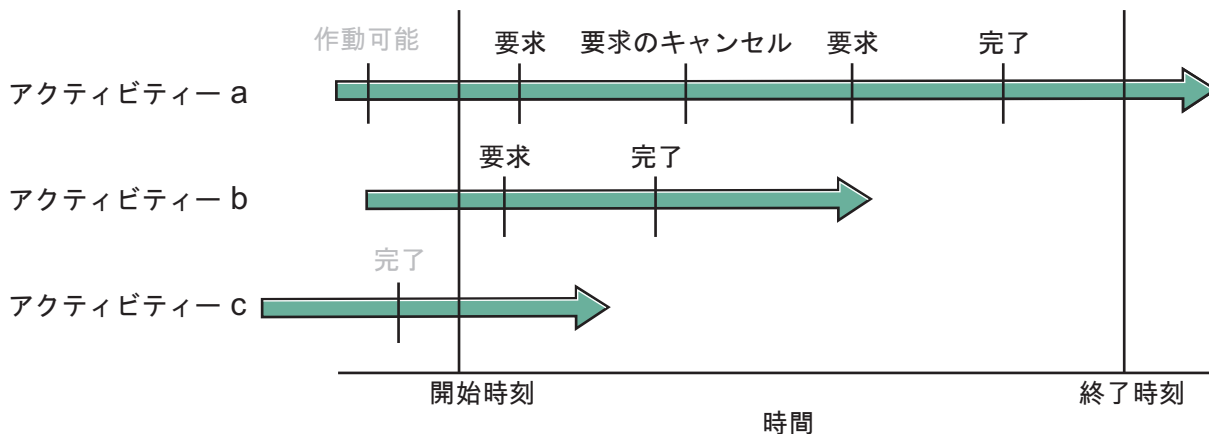 作動可能
要求
要求のキャンセル
要求
完了
アクティビティー a
要求
完了
アクティビティー b
完了
アクティビティー c
開始時刻
終了時刻
時間